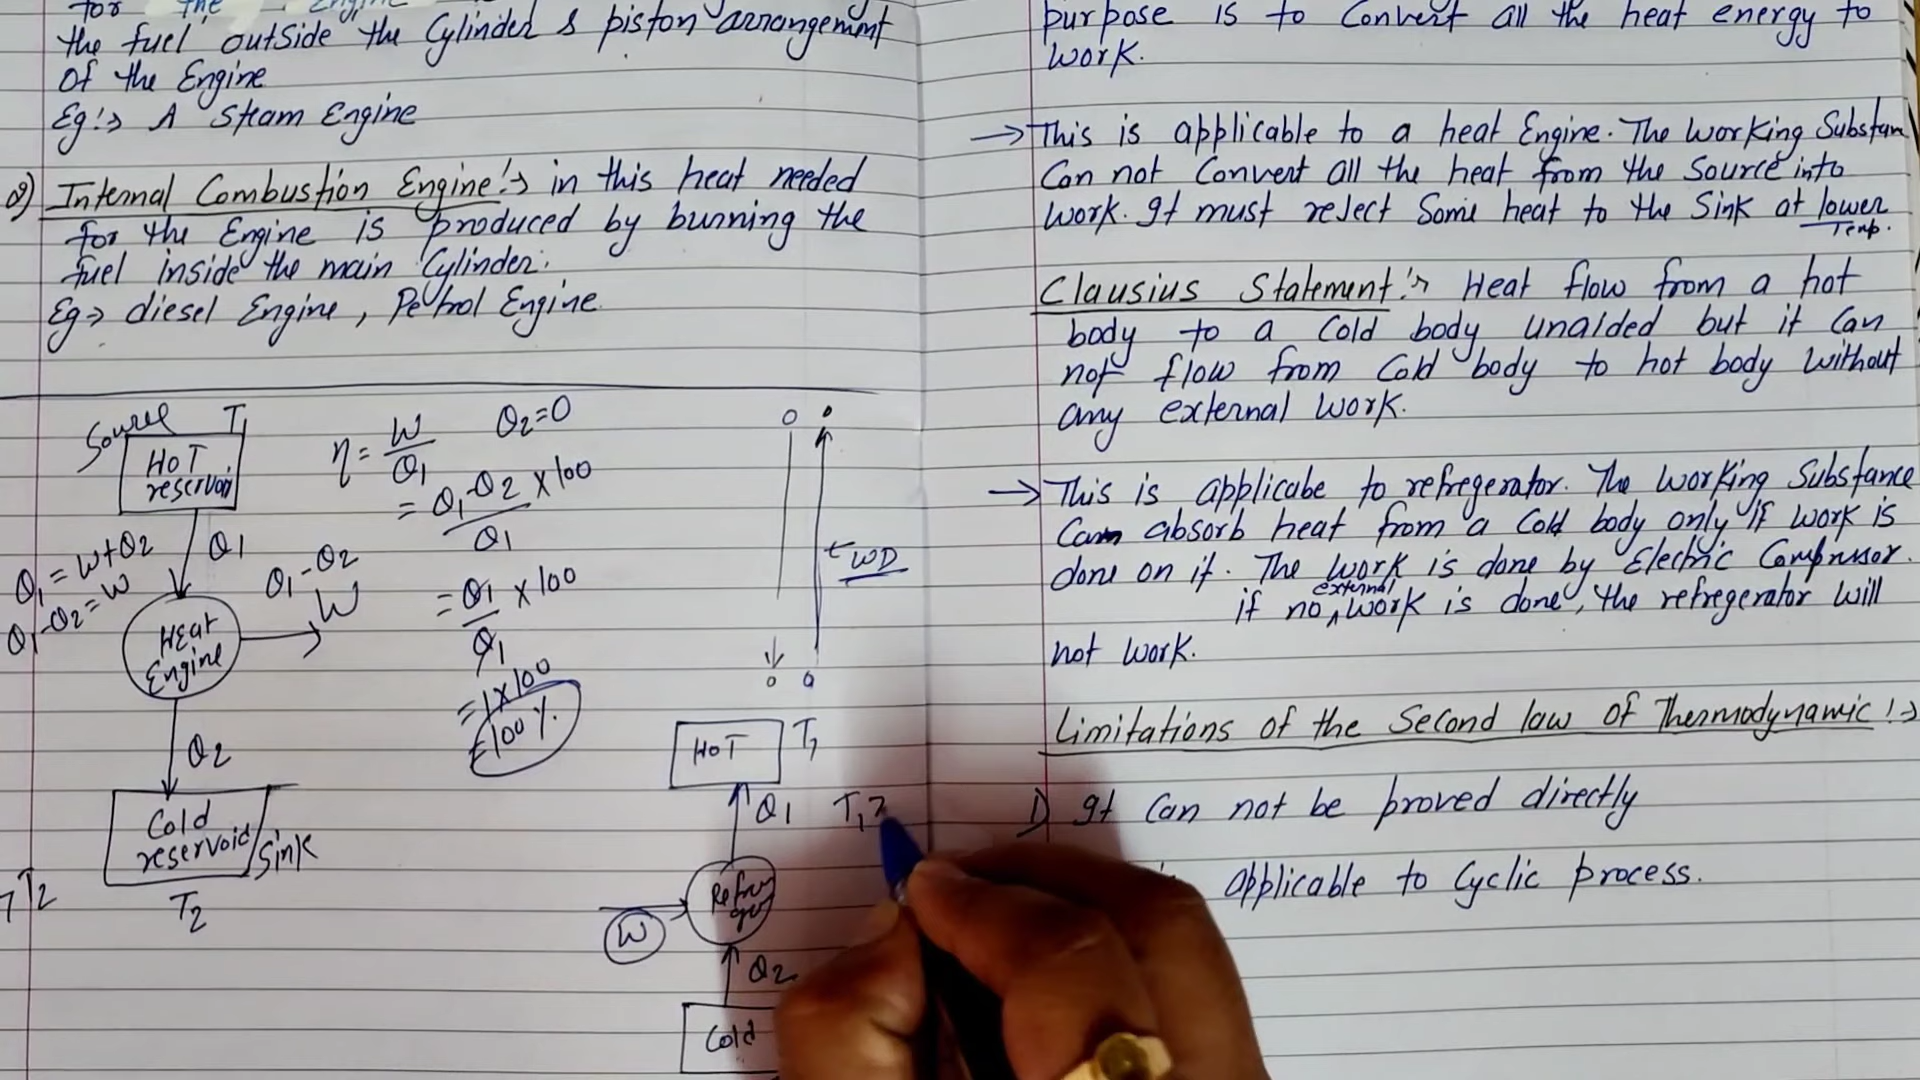 for the Engine
the fuel outside the Cylinder & piston arrangement
of the Engine
Eg:→ A Steam Engine
2) Internal Combustion Engine:→ in this heat needed
for the Engine is produced by burning the
fuel inside the main Cylinder.
Eg→ diesel Engine, Petrol Engine.
Source T1
HOT
reservoir
Q1 = W+Q2
Q1-Q2=W
Q1
Q1-Q2
W
HEat
Engine
Q2
Cold
reservoir
Sink
T2
T2
η = W/Q1
Q2=0
= Q1-Q2/Q1 x 100
= Q1/Q1 x 100
= 1x100
=100%.
WD
HOT T1
Q1 T1>
W
Q2
Cold
purpose is to Convert all the heat energy to
work.
→ This is applicable to a heat Engine. The working Substan
Can not Convert all the heat from the Source into
work. It must reject Some heat to the Sink at lower
Temp.
Clausius Statement:→ Heat flow from a hot
body to a Cold body unaided but it Can
not flow from Cold body to hot body without
any external work.
→ This is applicabe to refregerator. The working Substance
Can absorb heat from a Cold body only if work is
done on it. The work is done by Electric Compressor.
if no external work is done, the refregerator will
not work.
Limitations of the Second law of Thermodynamic:→
1) It Can not be proved directly
applicable to Cyclic process.